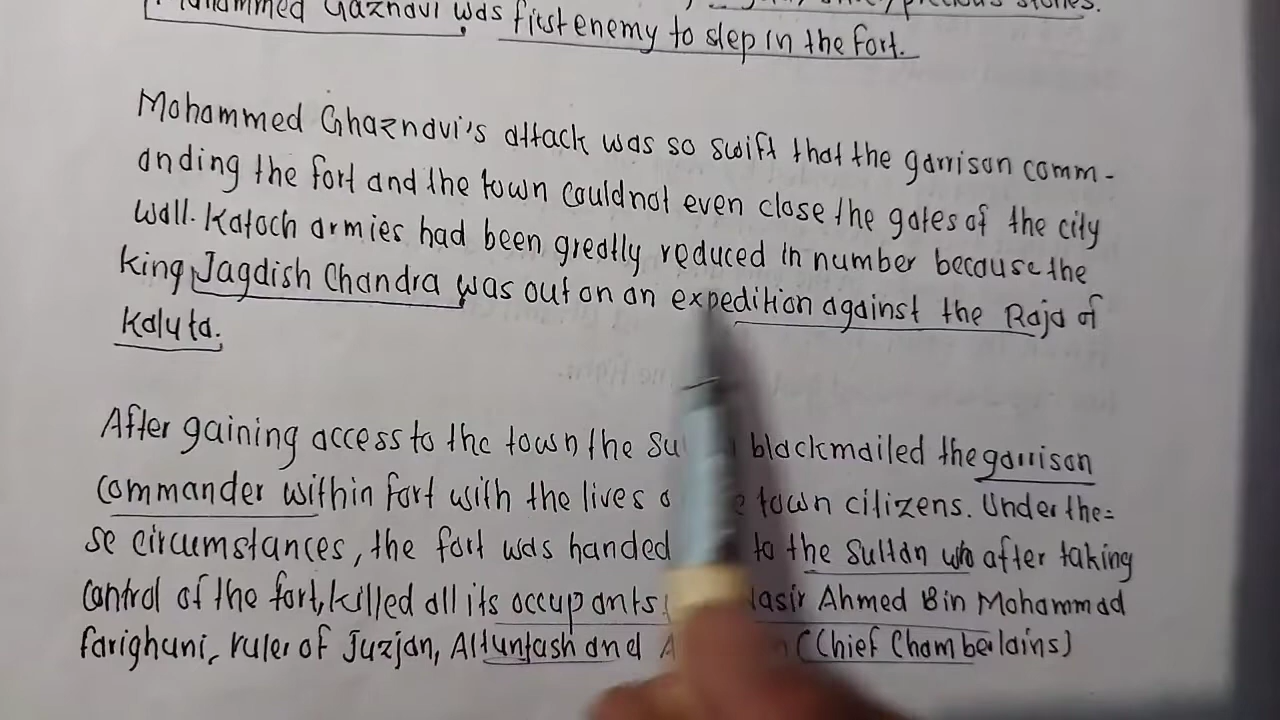 Mohammed Gaznavi was first enemy to step in the fort.
Mohammed Ghaznavi's attack was so swift that the garrison comm-
anding the fort and the town couldnot even close the gates of the city
wall. Katoch armies had been greatly reduced in number because the
king Jagdish Chandra was out on an expedition against the Raja of
Kaluta.
After gaining access to the town the blackmailed the garrison
commander within fort with the lives town citizens. Under the=
se circumstances, the fort was handed to the Sultan who after taking
control of the fort, killed all its occupants. Ahmed Bin Mohammad
farighuni, ruler of Juzjan, Altuntash and (Chief Chamberlains)